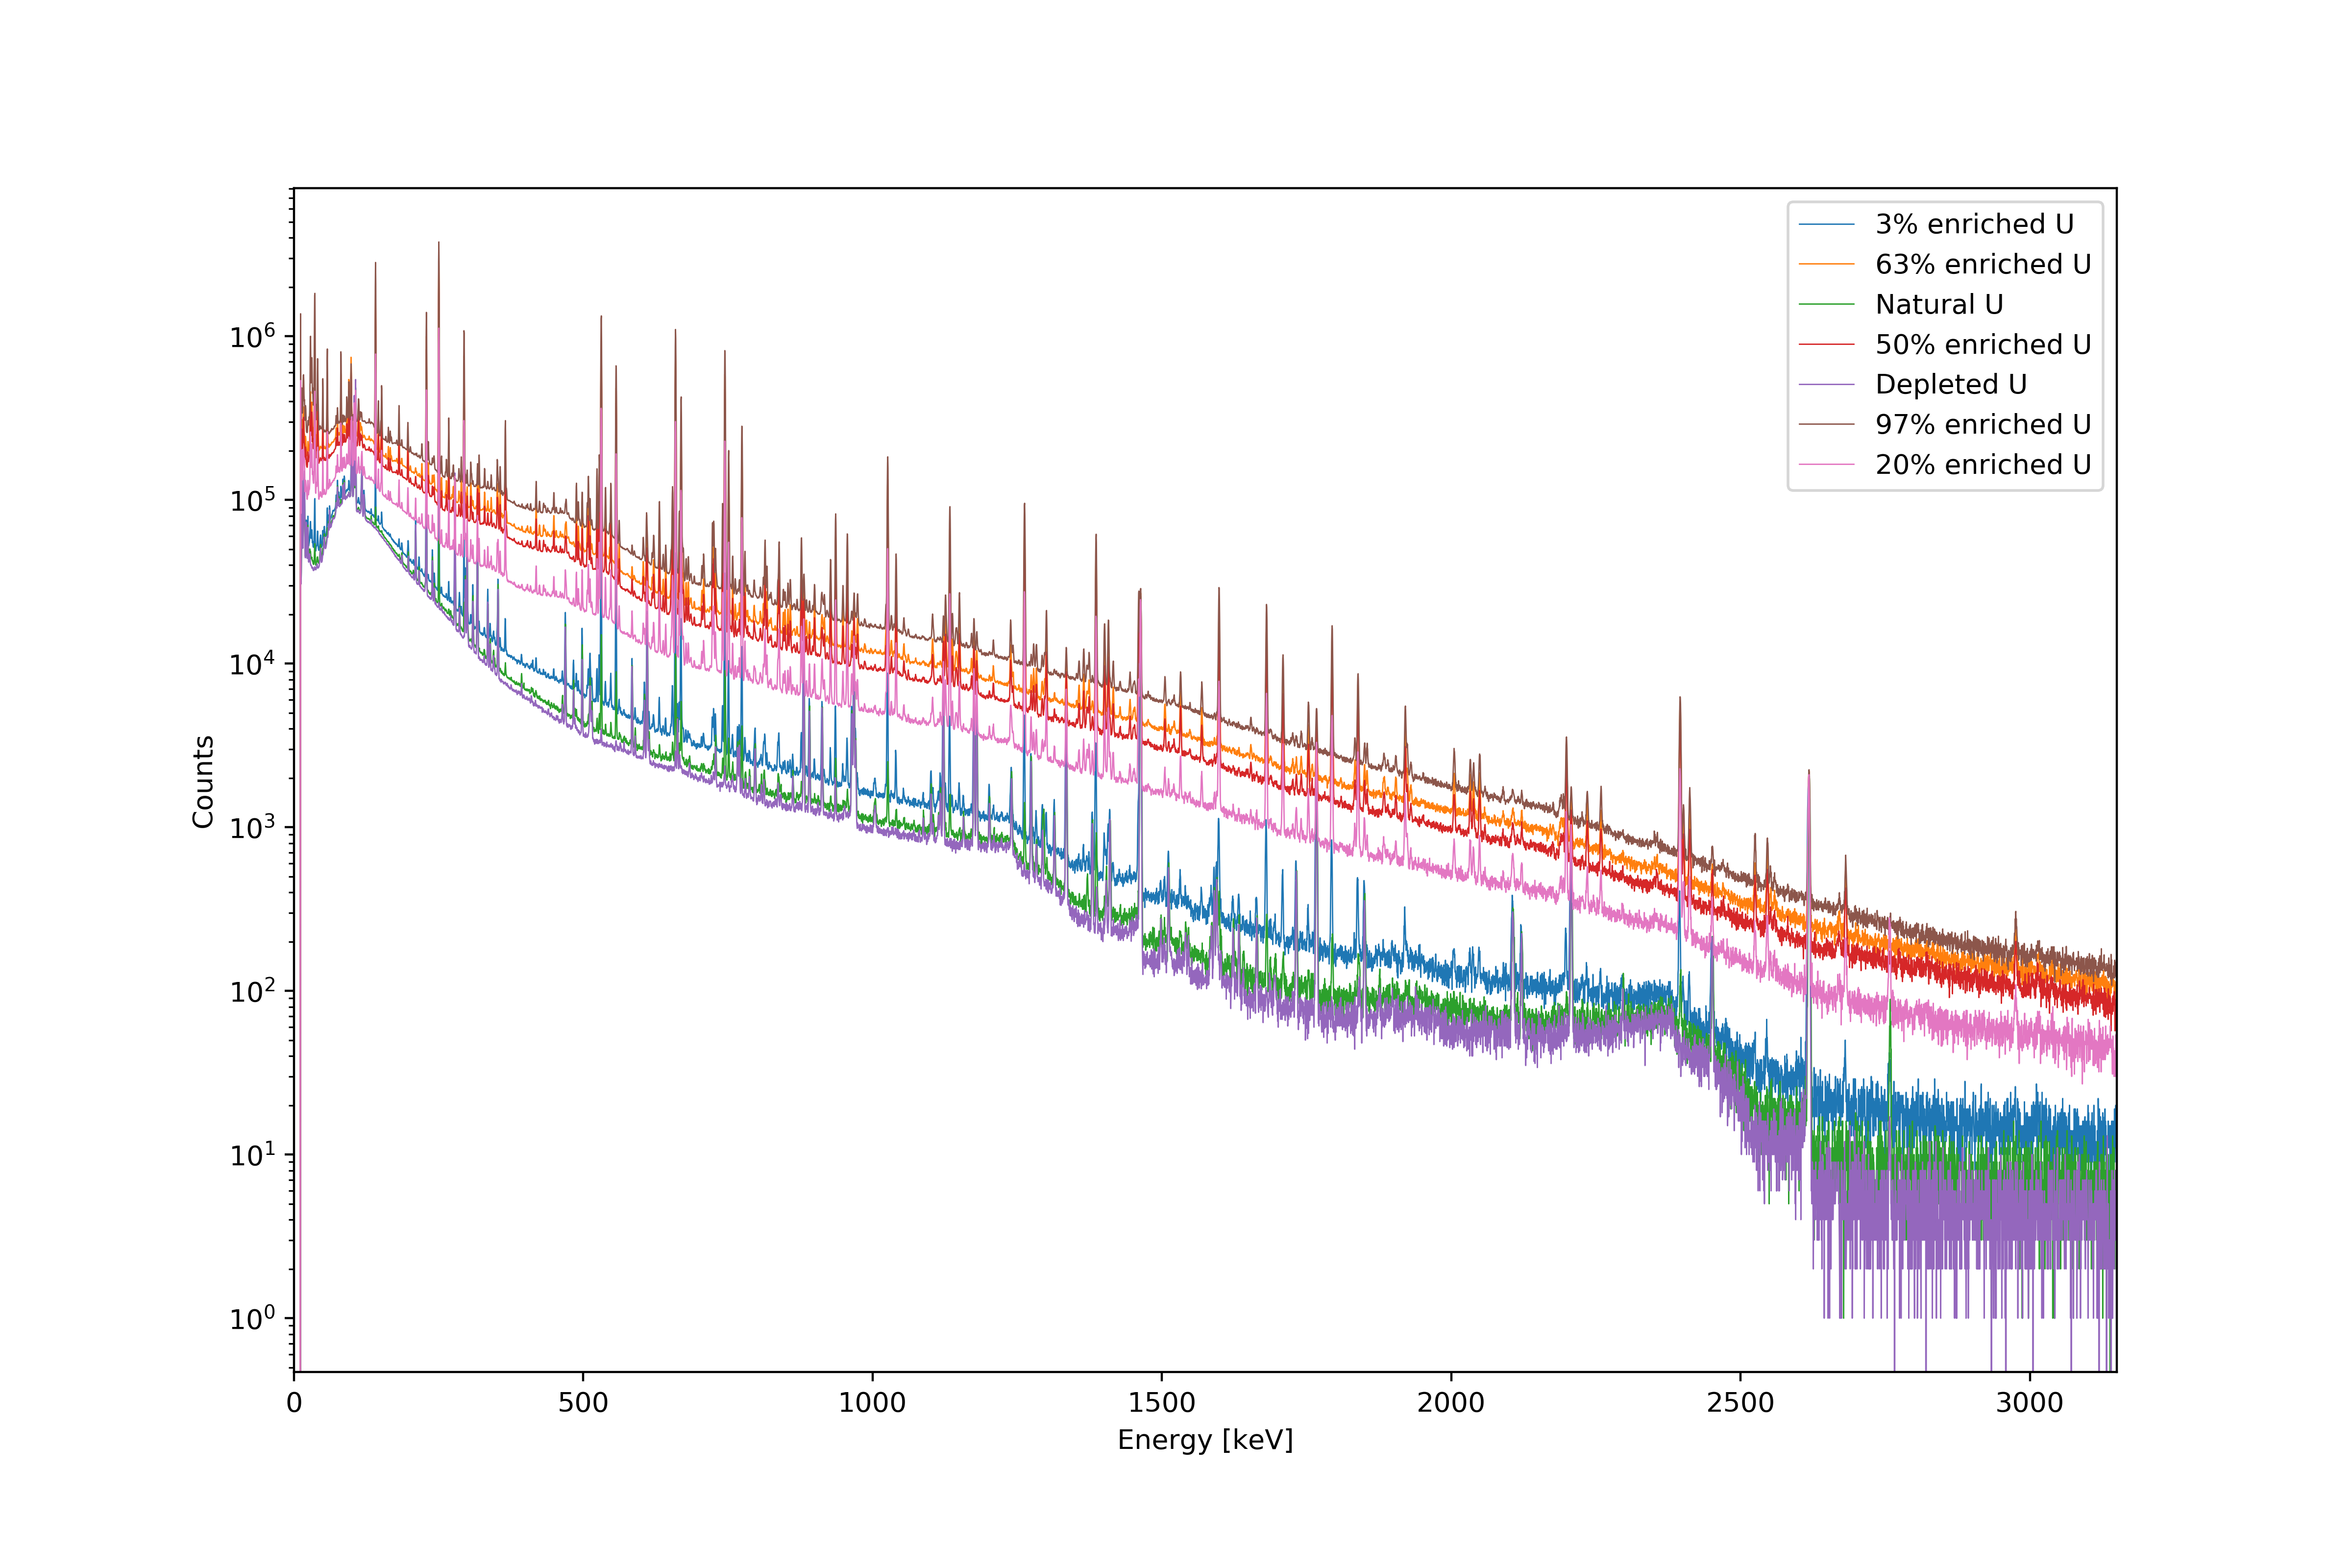 3% enriched U
63% enriched U
Natural U
50% enriched U
Depleted U
97% enriched U
20% enriched U
Counts
10⁶
10⁵
10⁴
10³
10²
10¹
10⁰
0 500 1000 1500 2000 2500 3000
Energy [keV]